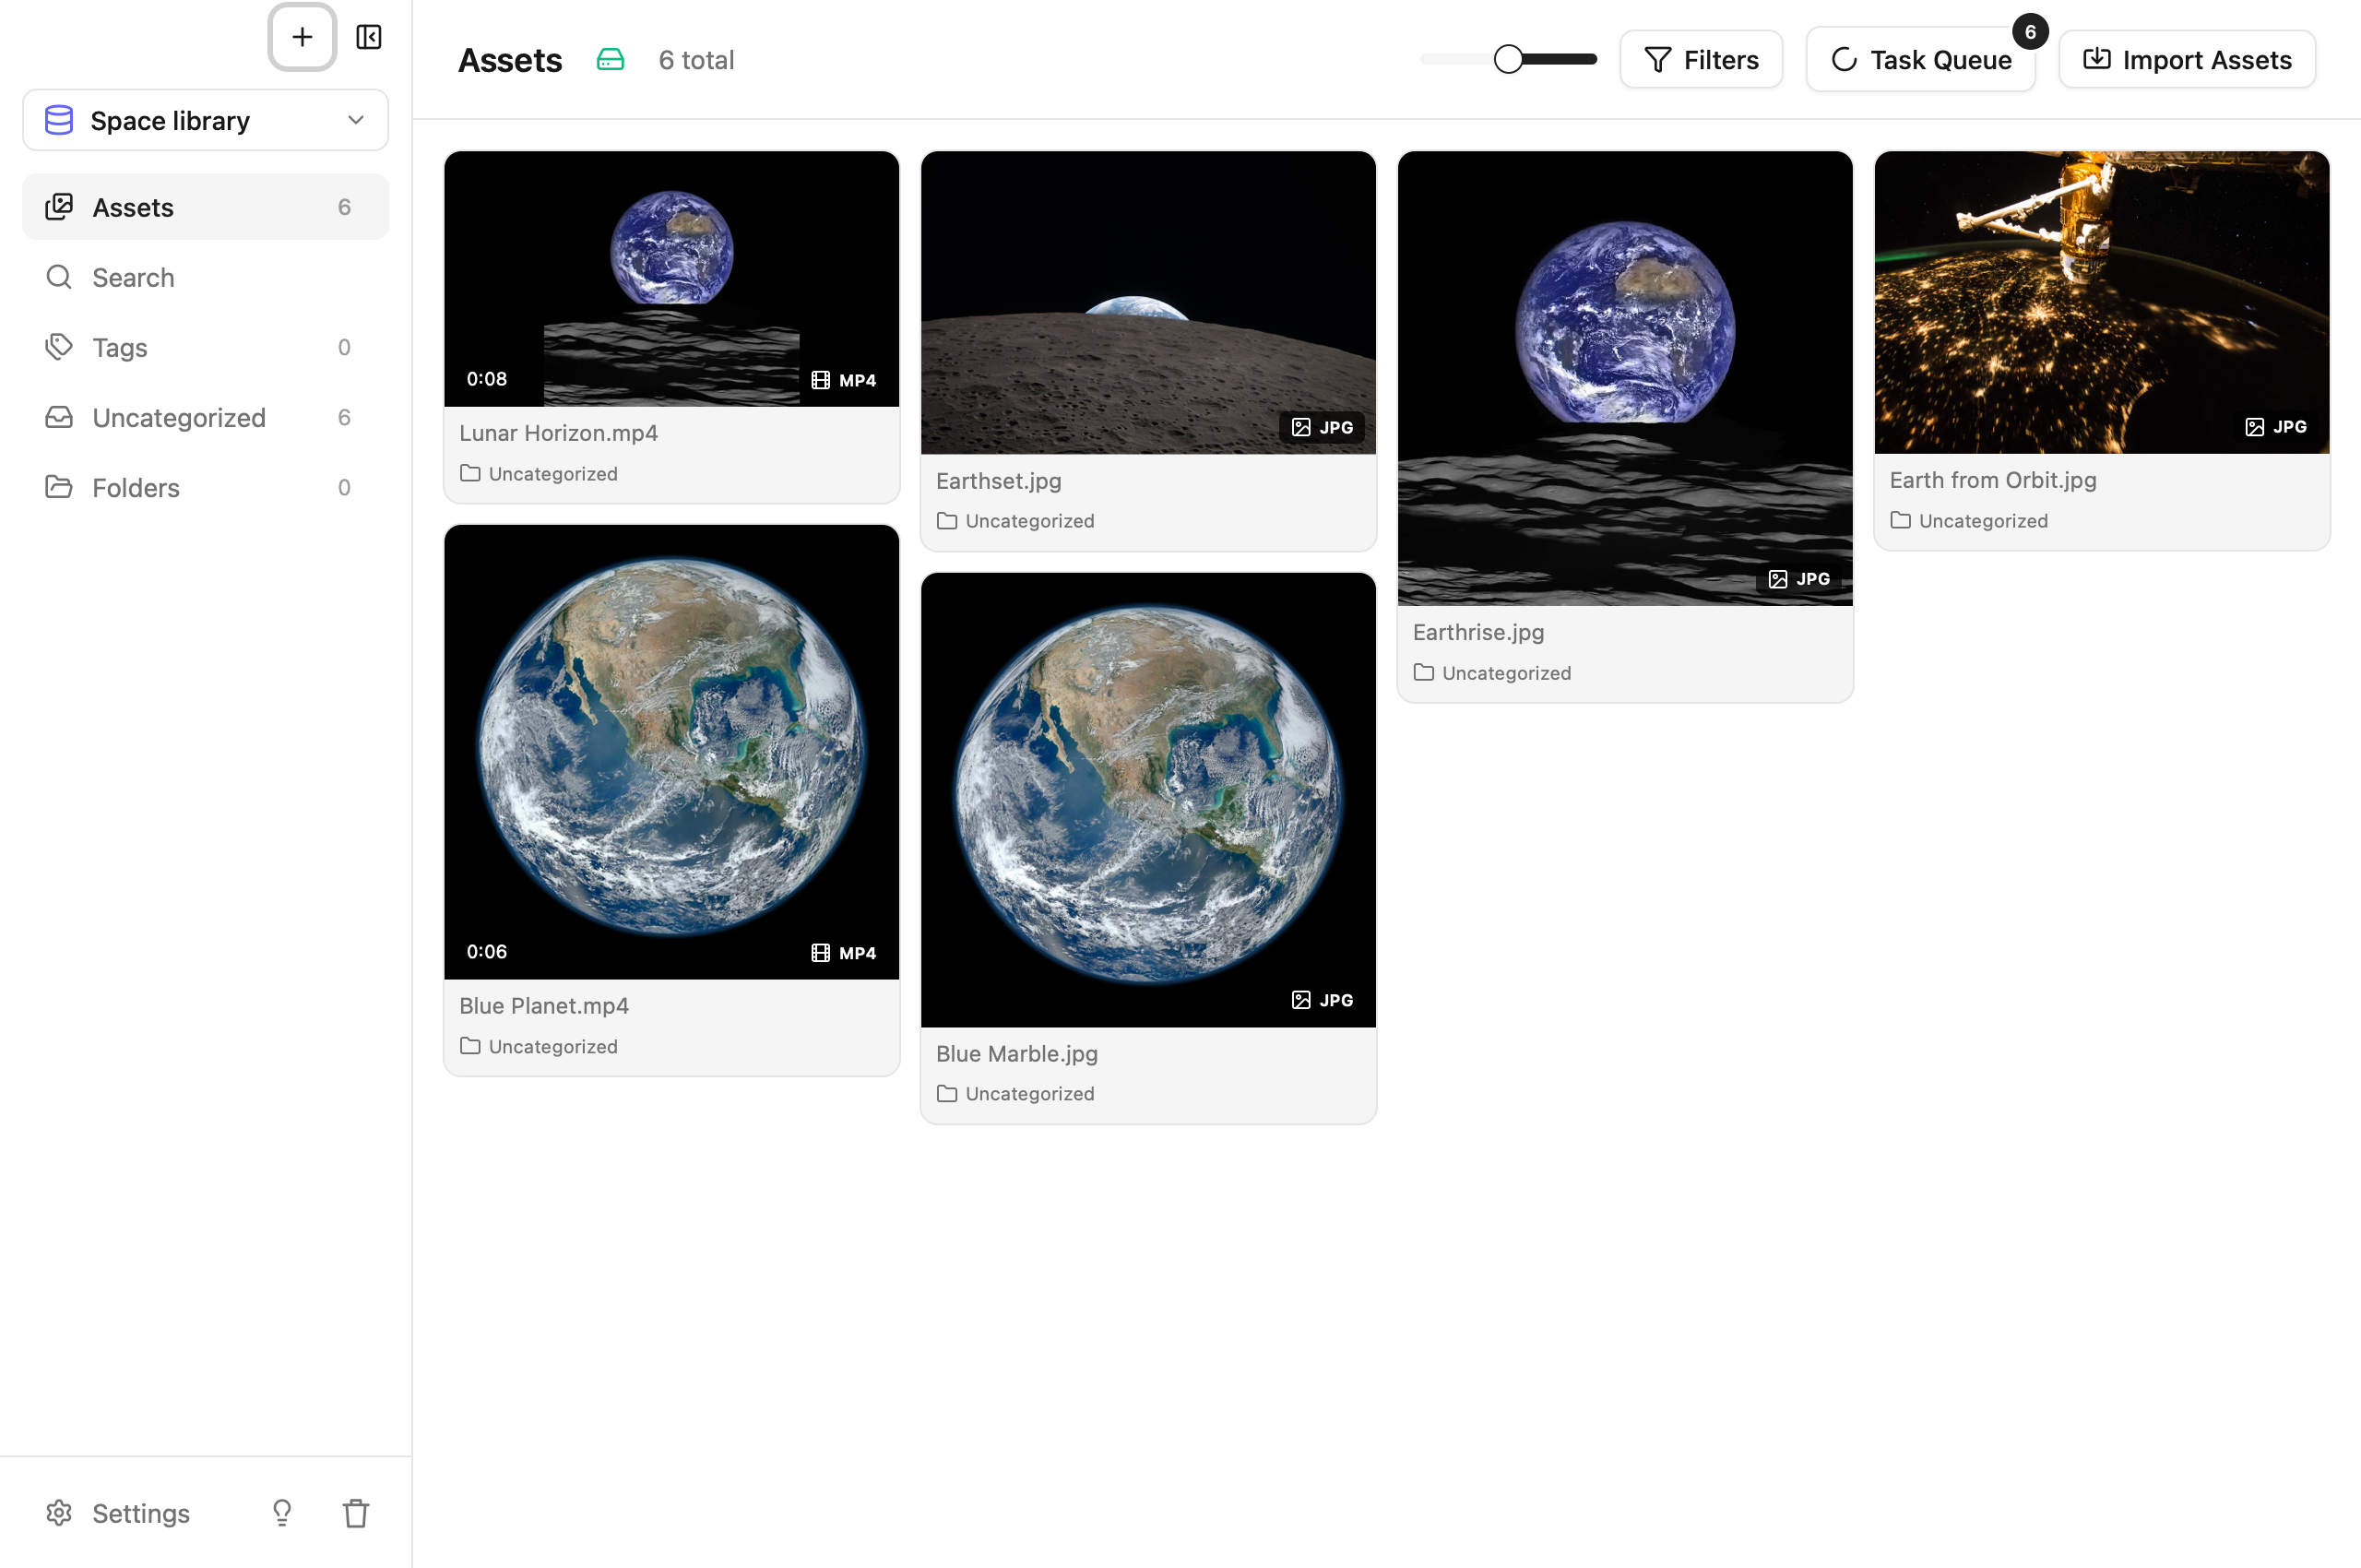 Space library
Assets 6
Search
Tags 0
Uncategorized 6
Folders 0
Settings
Assets 6 total
Filters
Task Queue 6
Import Assets
0:08 MP4
Lunar Horizon.mp4
Uncategorized
JPG
Earthset.jpg
Uncategorized
JPG
Earthrise.jpg
Uncategorized
JPG
Earth from Orbit.jpg
Uncategorized
0:06 MP4
Blue Planet.mp4
Uncategorized
JPG
Blue Marble.jpg
Uncategorized